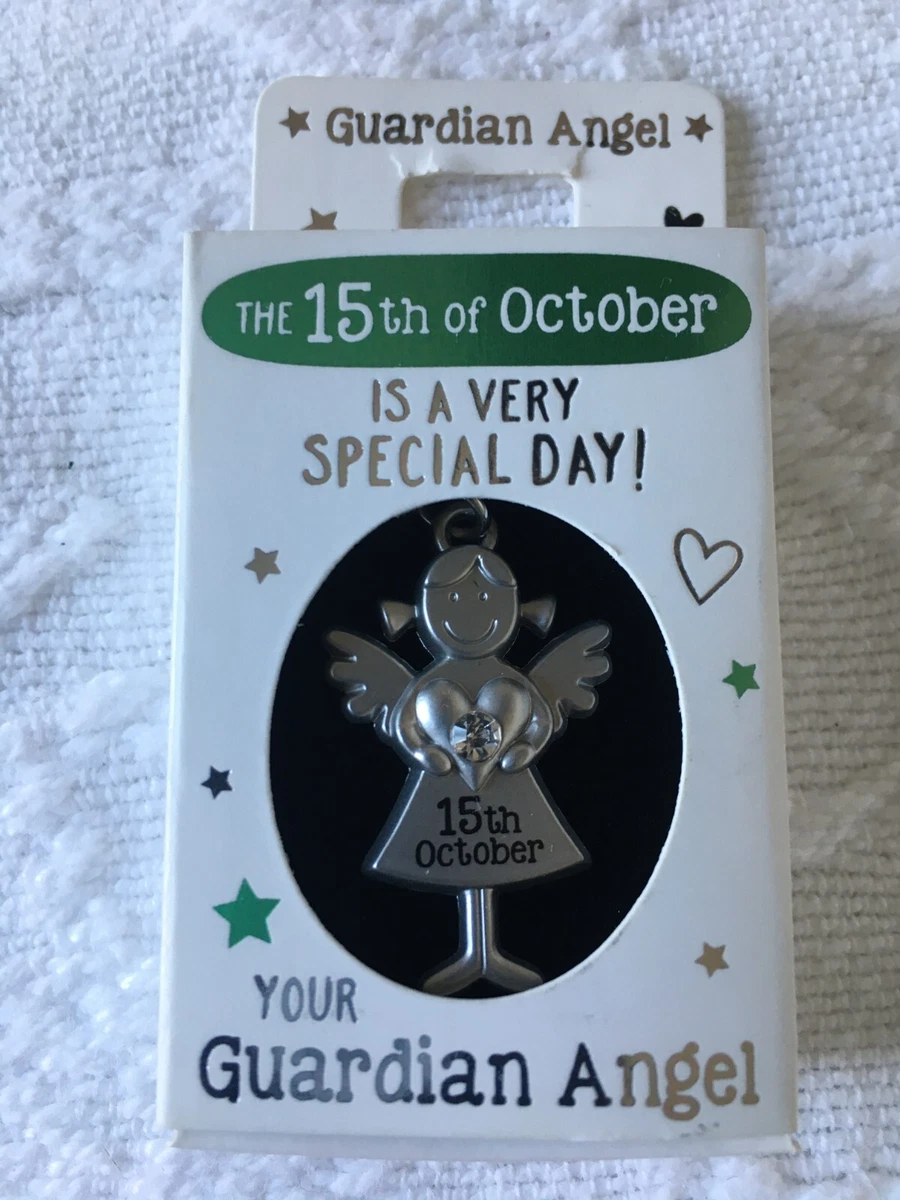 Guardian Angel
THE 15th of October
IS A VERY
SPECIAL DAY!
15th
October
YOUR
Guardian Angel